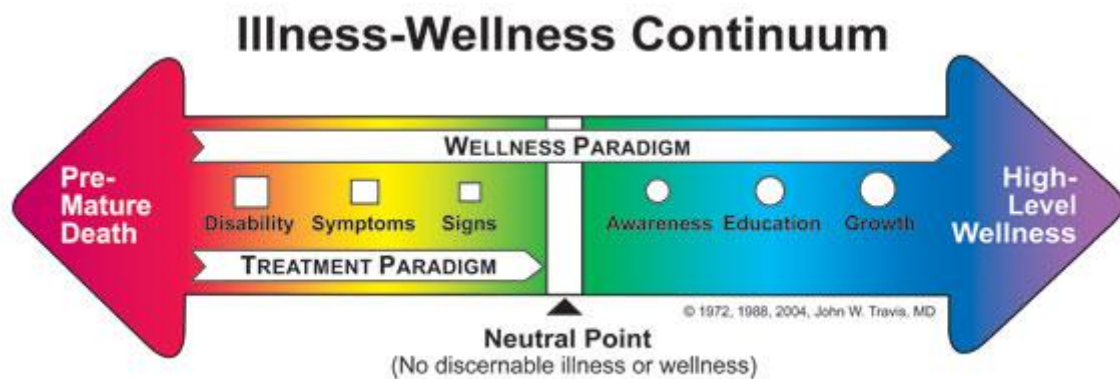 Illness-Wellness Continuum
WELLNESS PARADIGM
Pre-
Mature
Death
Disability Symptoms Signs
Awareness Education Growth
High-
Level
Wellness
TREATMENT PARADIGM
© 1972, 1988, 2004, John W. Travis, MD
Neutral Point
(No discernable illness or wellness)